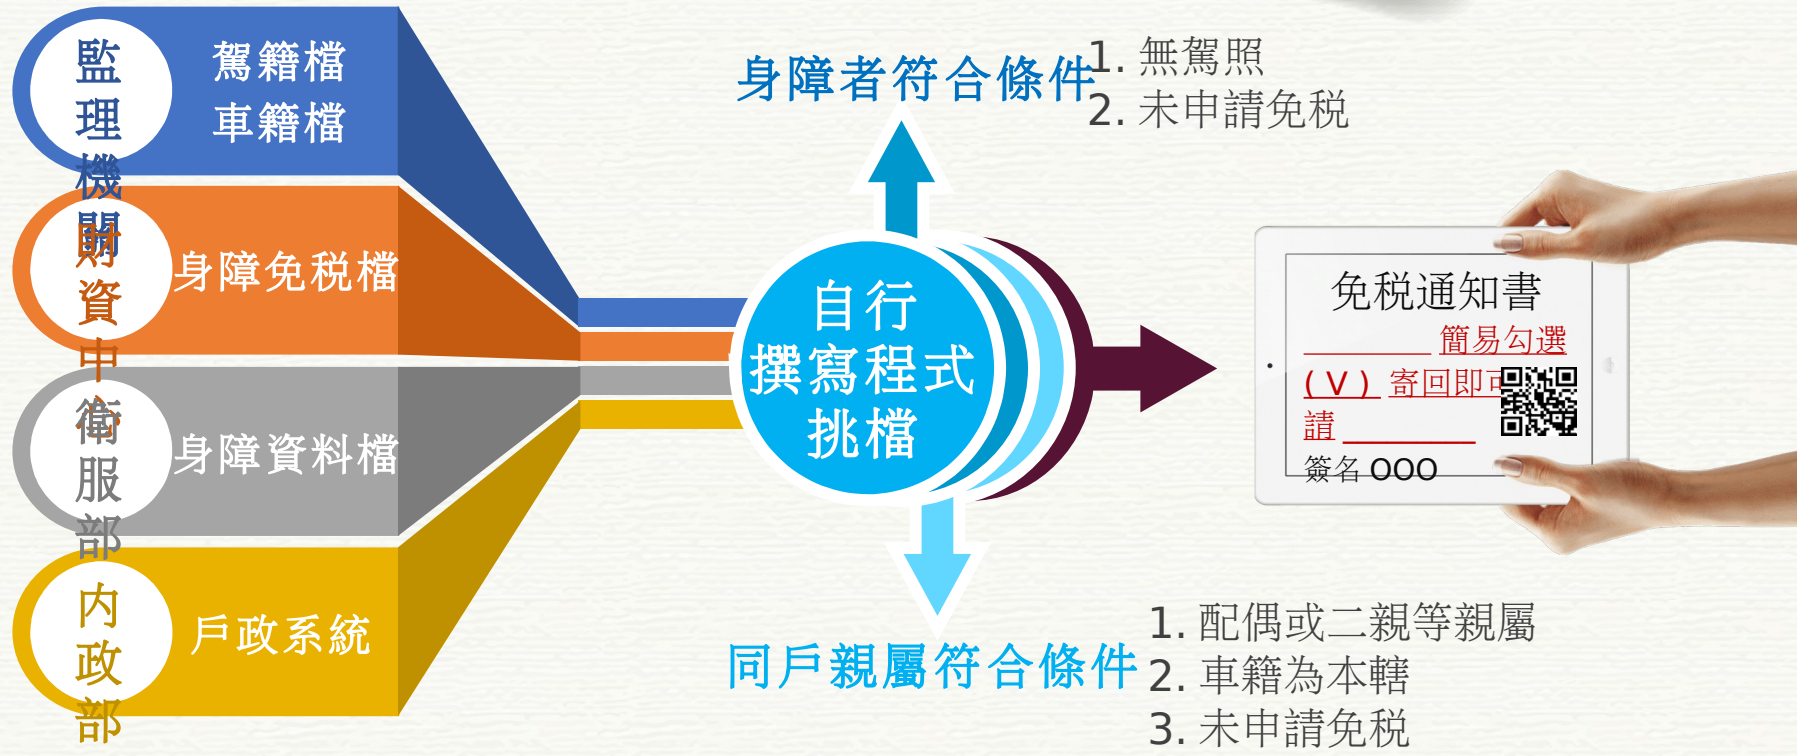 監理機關
駕籍檔
車籍檔
財資中心
身障免稅檔
衛服部
身障資料檔
內政部
戶政系統
自行
撰寫程式
挑檔
身障者符合條件
1. 無駕照
2. 未申請免稅
同戶親屬符合條件
1. 配偶或二親等親屬
2. 車籍為本轄
3. 未申請免稅
免稅通知書
簡易勾選
( V ) 寄回即可
請
簽名 OOO